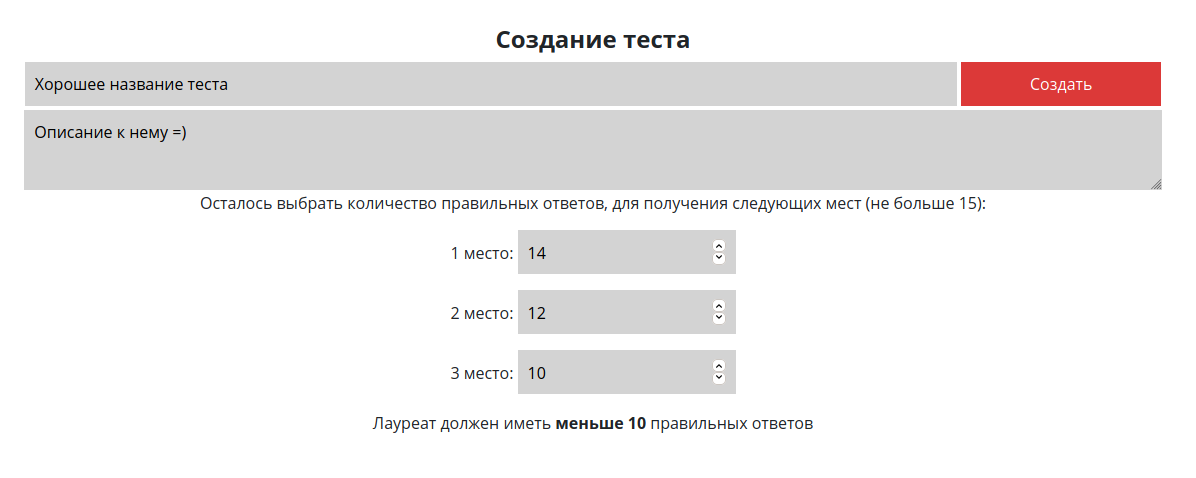 Создание теста
Хорошее название теста Создать
Описание к нему =)
Осталось выбрать количество правильных ответов, для получения следующих мест (не больше 15):
1 место: 14
2 место: 12
3 место: 10
Лауреат должен иметь меньше 10 правильных ответов